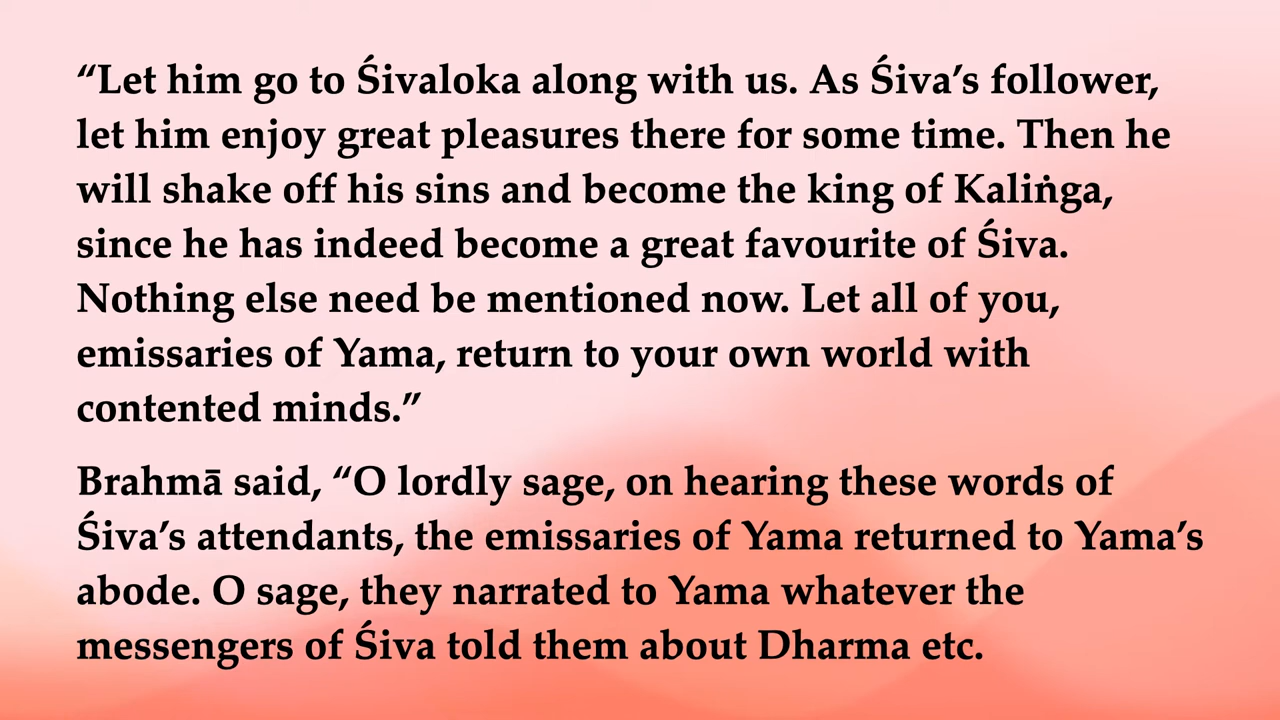 “Let him go to Śivaloka along with us. As Śiva’s follower,
let him enjoy great pleasures there for some time. Then he
will shake off his sins and become the king of Kaliṅga,
since he has indeed become a great favourite of Śiva.
Nothing else need be mentioned now. Let all of you,
emissaries of Yama, return to your own world with
contented minds.”
Brahmā said, “O lordly sage, on hearing these words of
Śiva’s attendants, the emissaries of Yama returned to Yama’s
abode. O sage, they narrated to Yama whatever the
messengers of Śiva told them about Dharma etc.